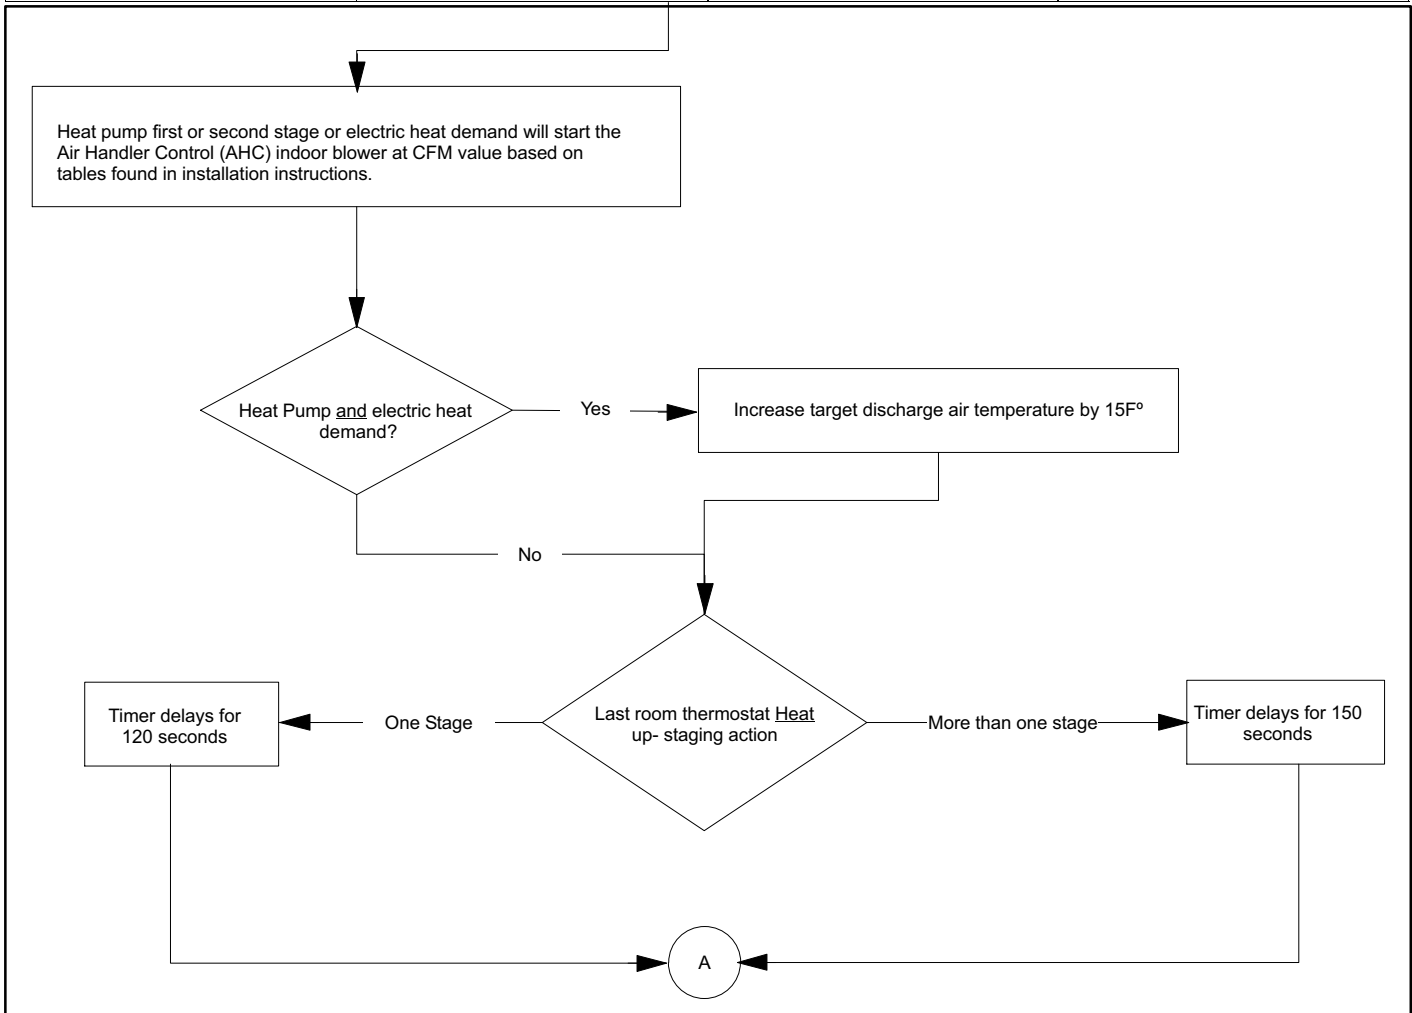 Heat pump first or second stage or electric heat demand will start the
Air Handler Control (AHC) indoor blower at CFM value based on
tables found in installation instructions.
Heat Pump and electric heat
demand?
Yes
Increase target discharge air temperature by 15Fº
No
Last room thermostat Heat
up- staging action
One Stage
Timer delays for
120 seconds
More than one stage
Timer delays for 150
seconds
A